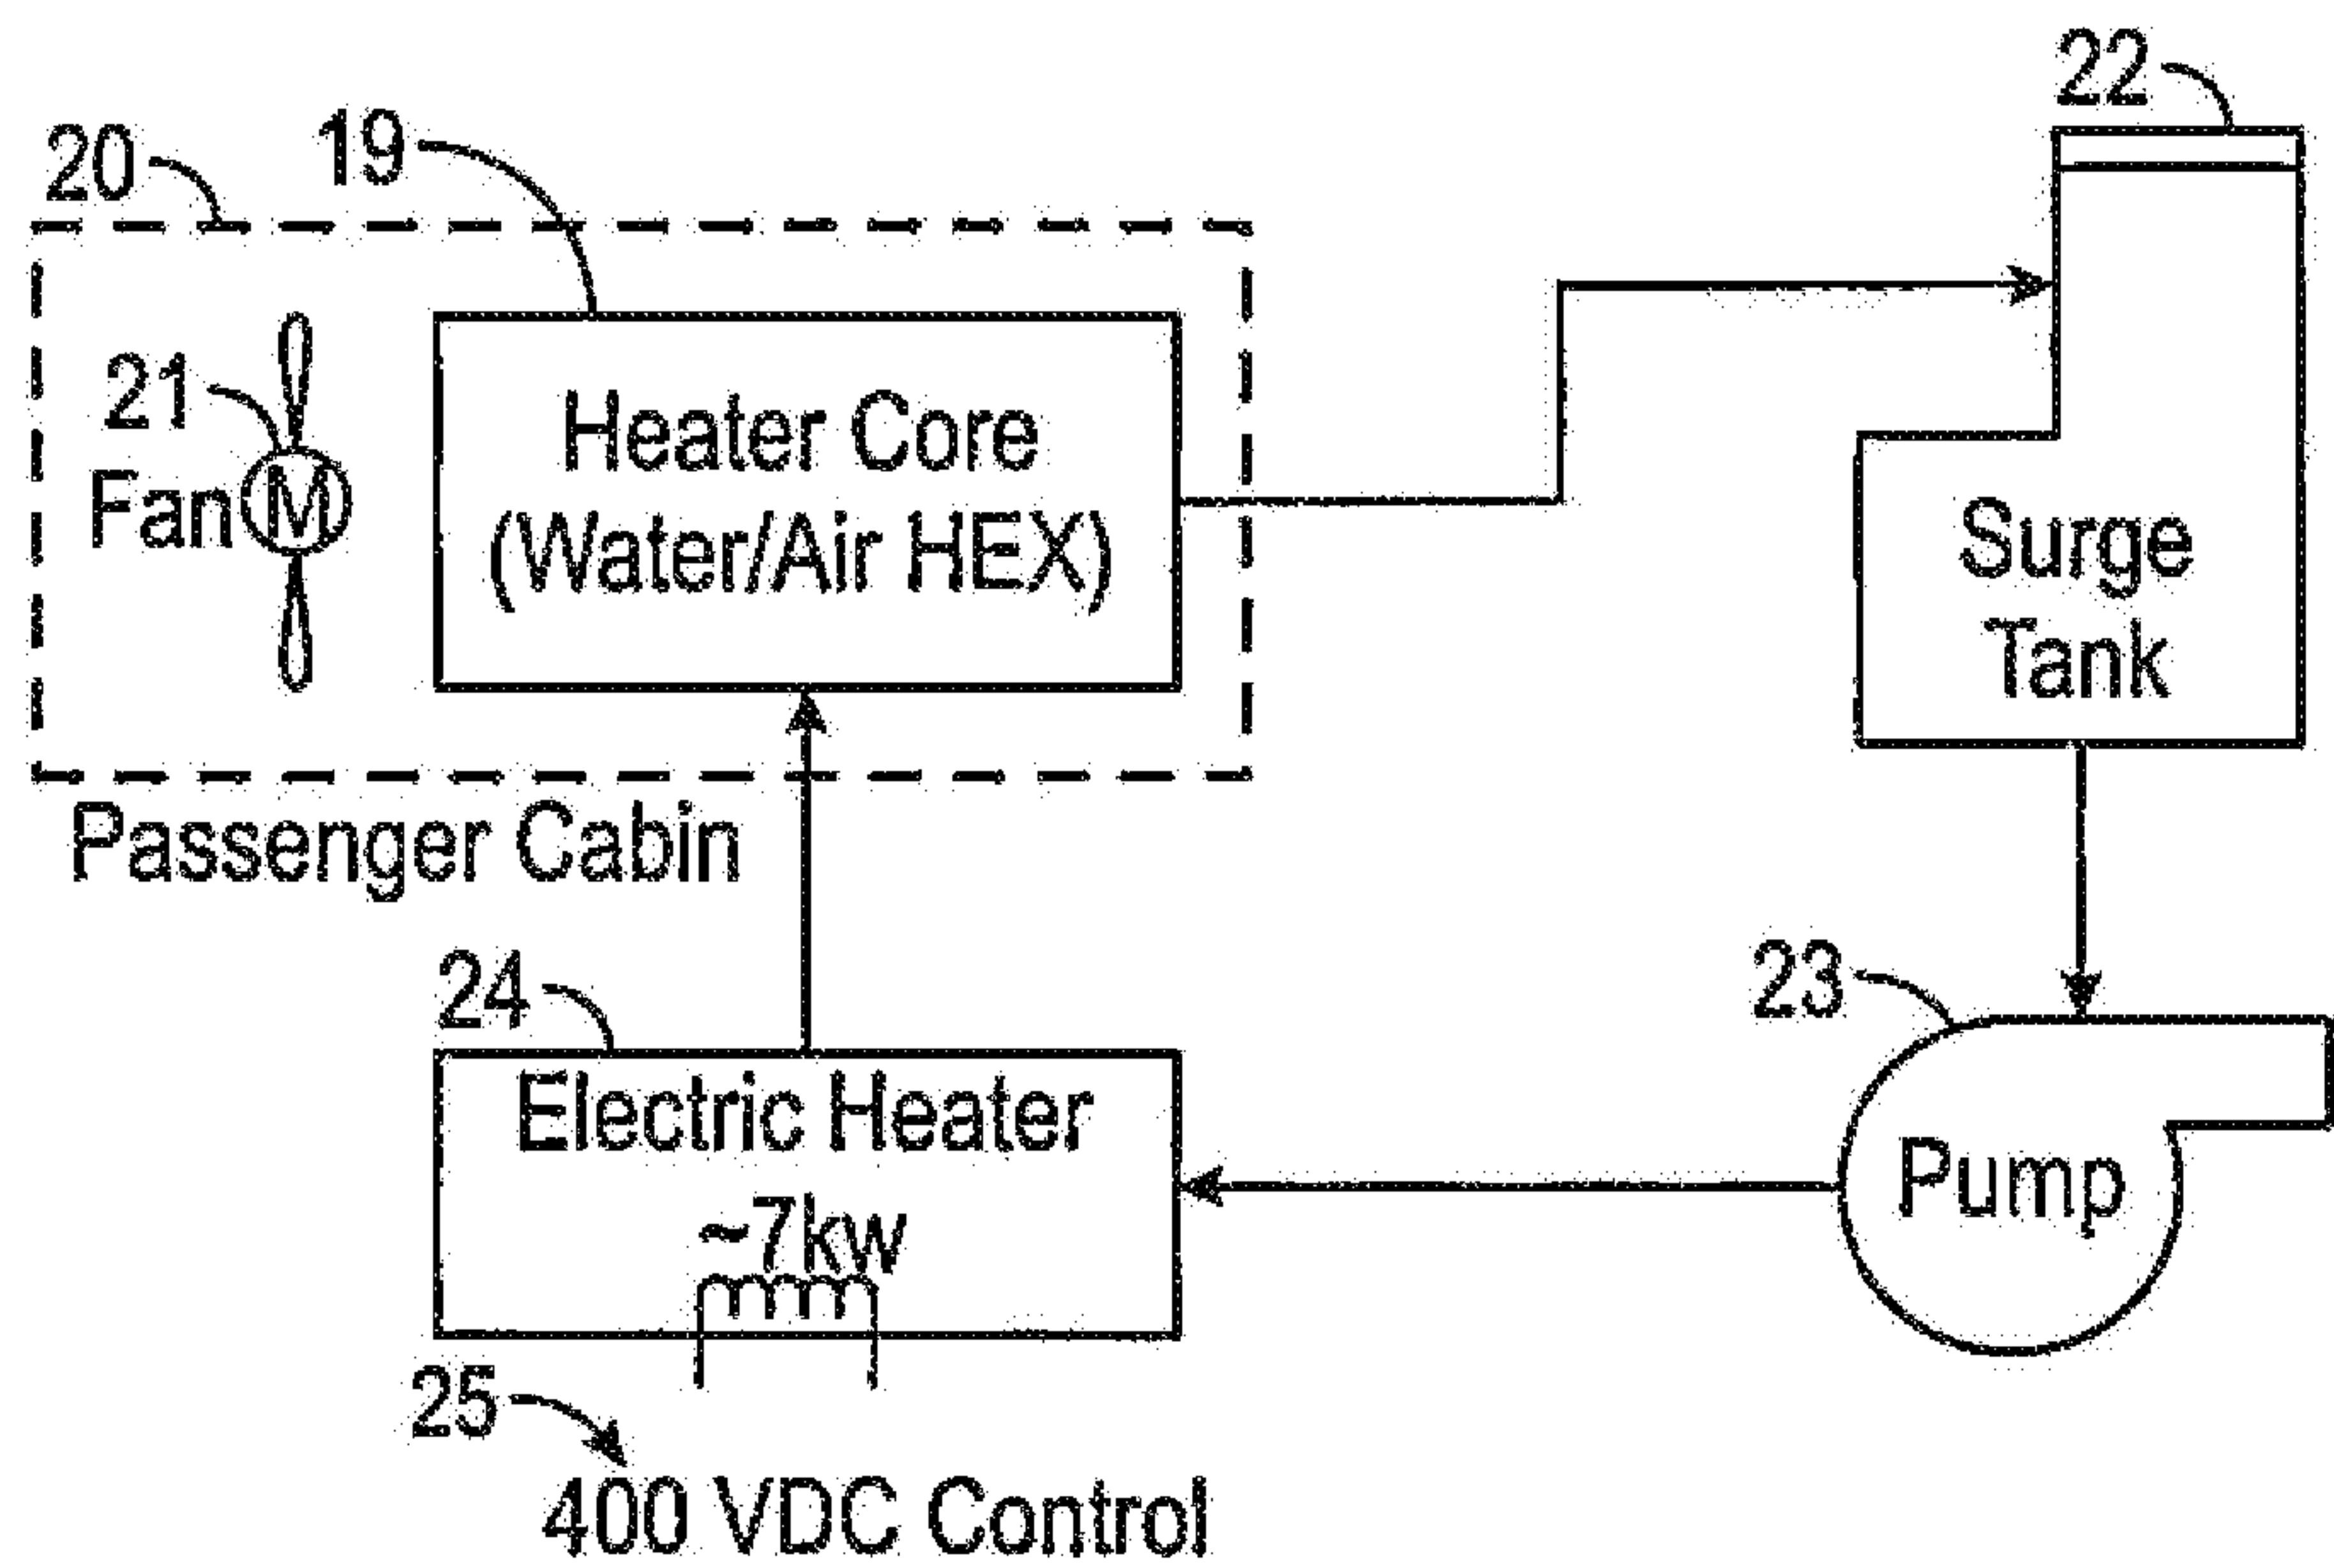 22
20
19
21
Fan
M
Heater Core
(Water/Air HEX)
Surge
Tank
Passenger Cabin
24
23
Electric Heater
~7kw
Pump
25
400 VDC Control